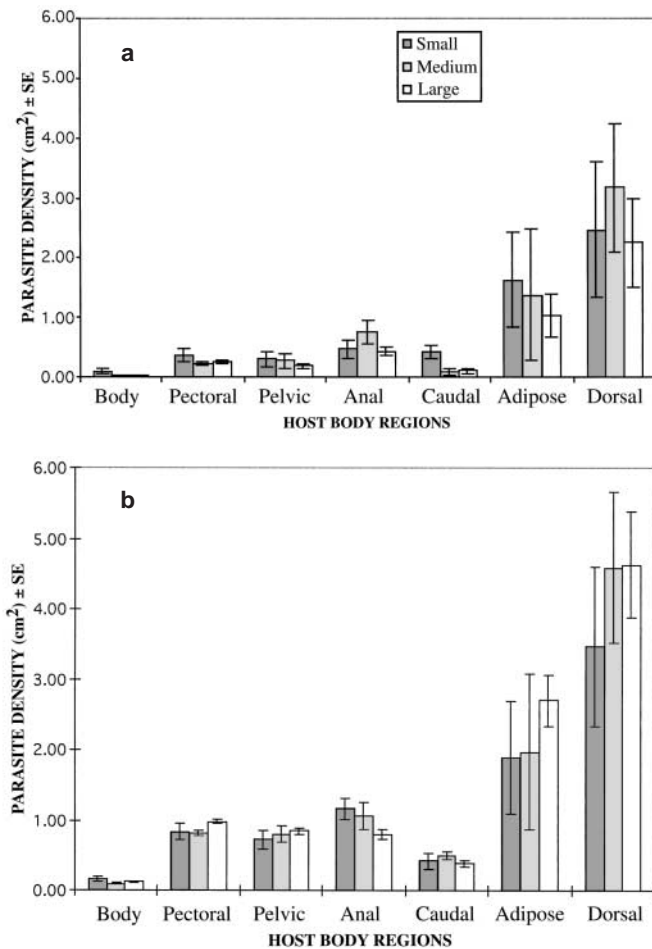 6.00
a
Small
Medium
Large
5.00
4.00
3.00
2.00
1.00
0.00
PARASITE DENSITY (cm²) ± SE
Body Pectoral Pelvic Anal Caudal Adipose Dorsal
HOST BODY REGIONS
6.00
b
5.00
4.00
3.00
2.00
1.00
0.00
PARASITE DENSITY (cm²) ± SE
Body Pectoral Pelvic Anal Caudal Adipose Dorsal
HOST BODY REGIONS